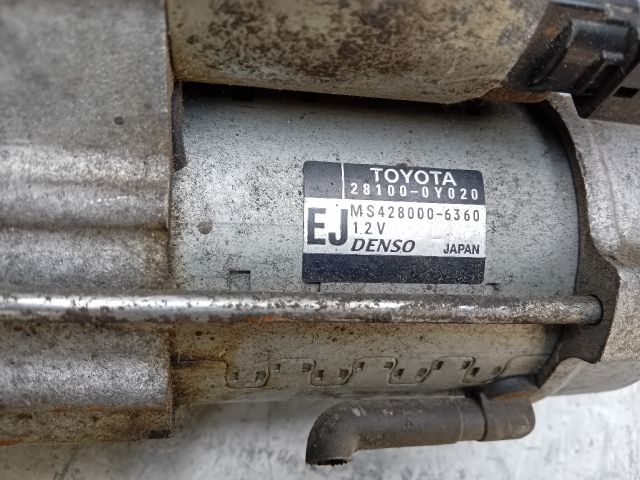 TOYOTA
28100-0Y020
EJ
MS428000-6360
12V
DENSO JAPAN